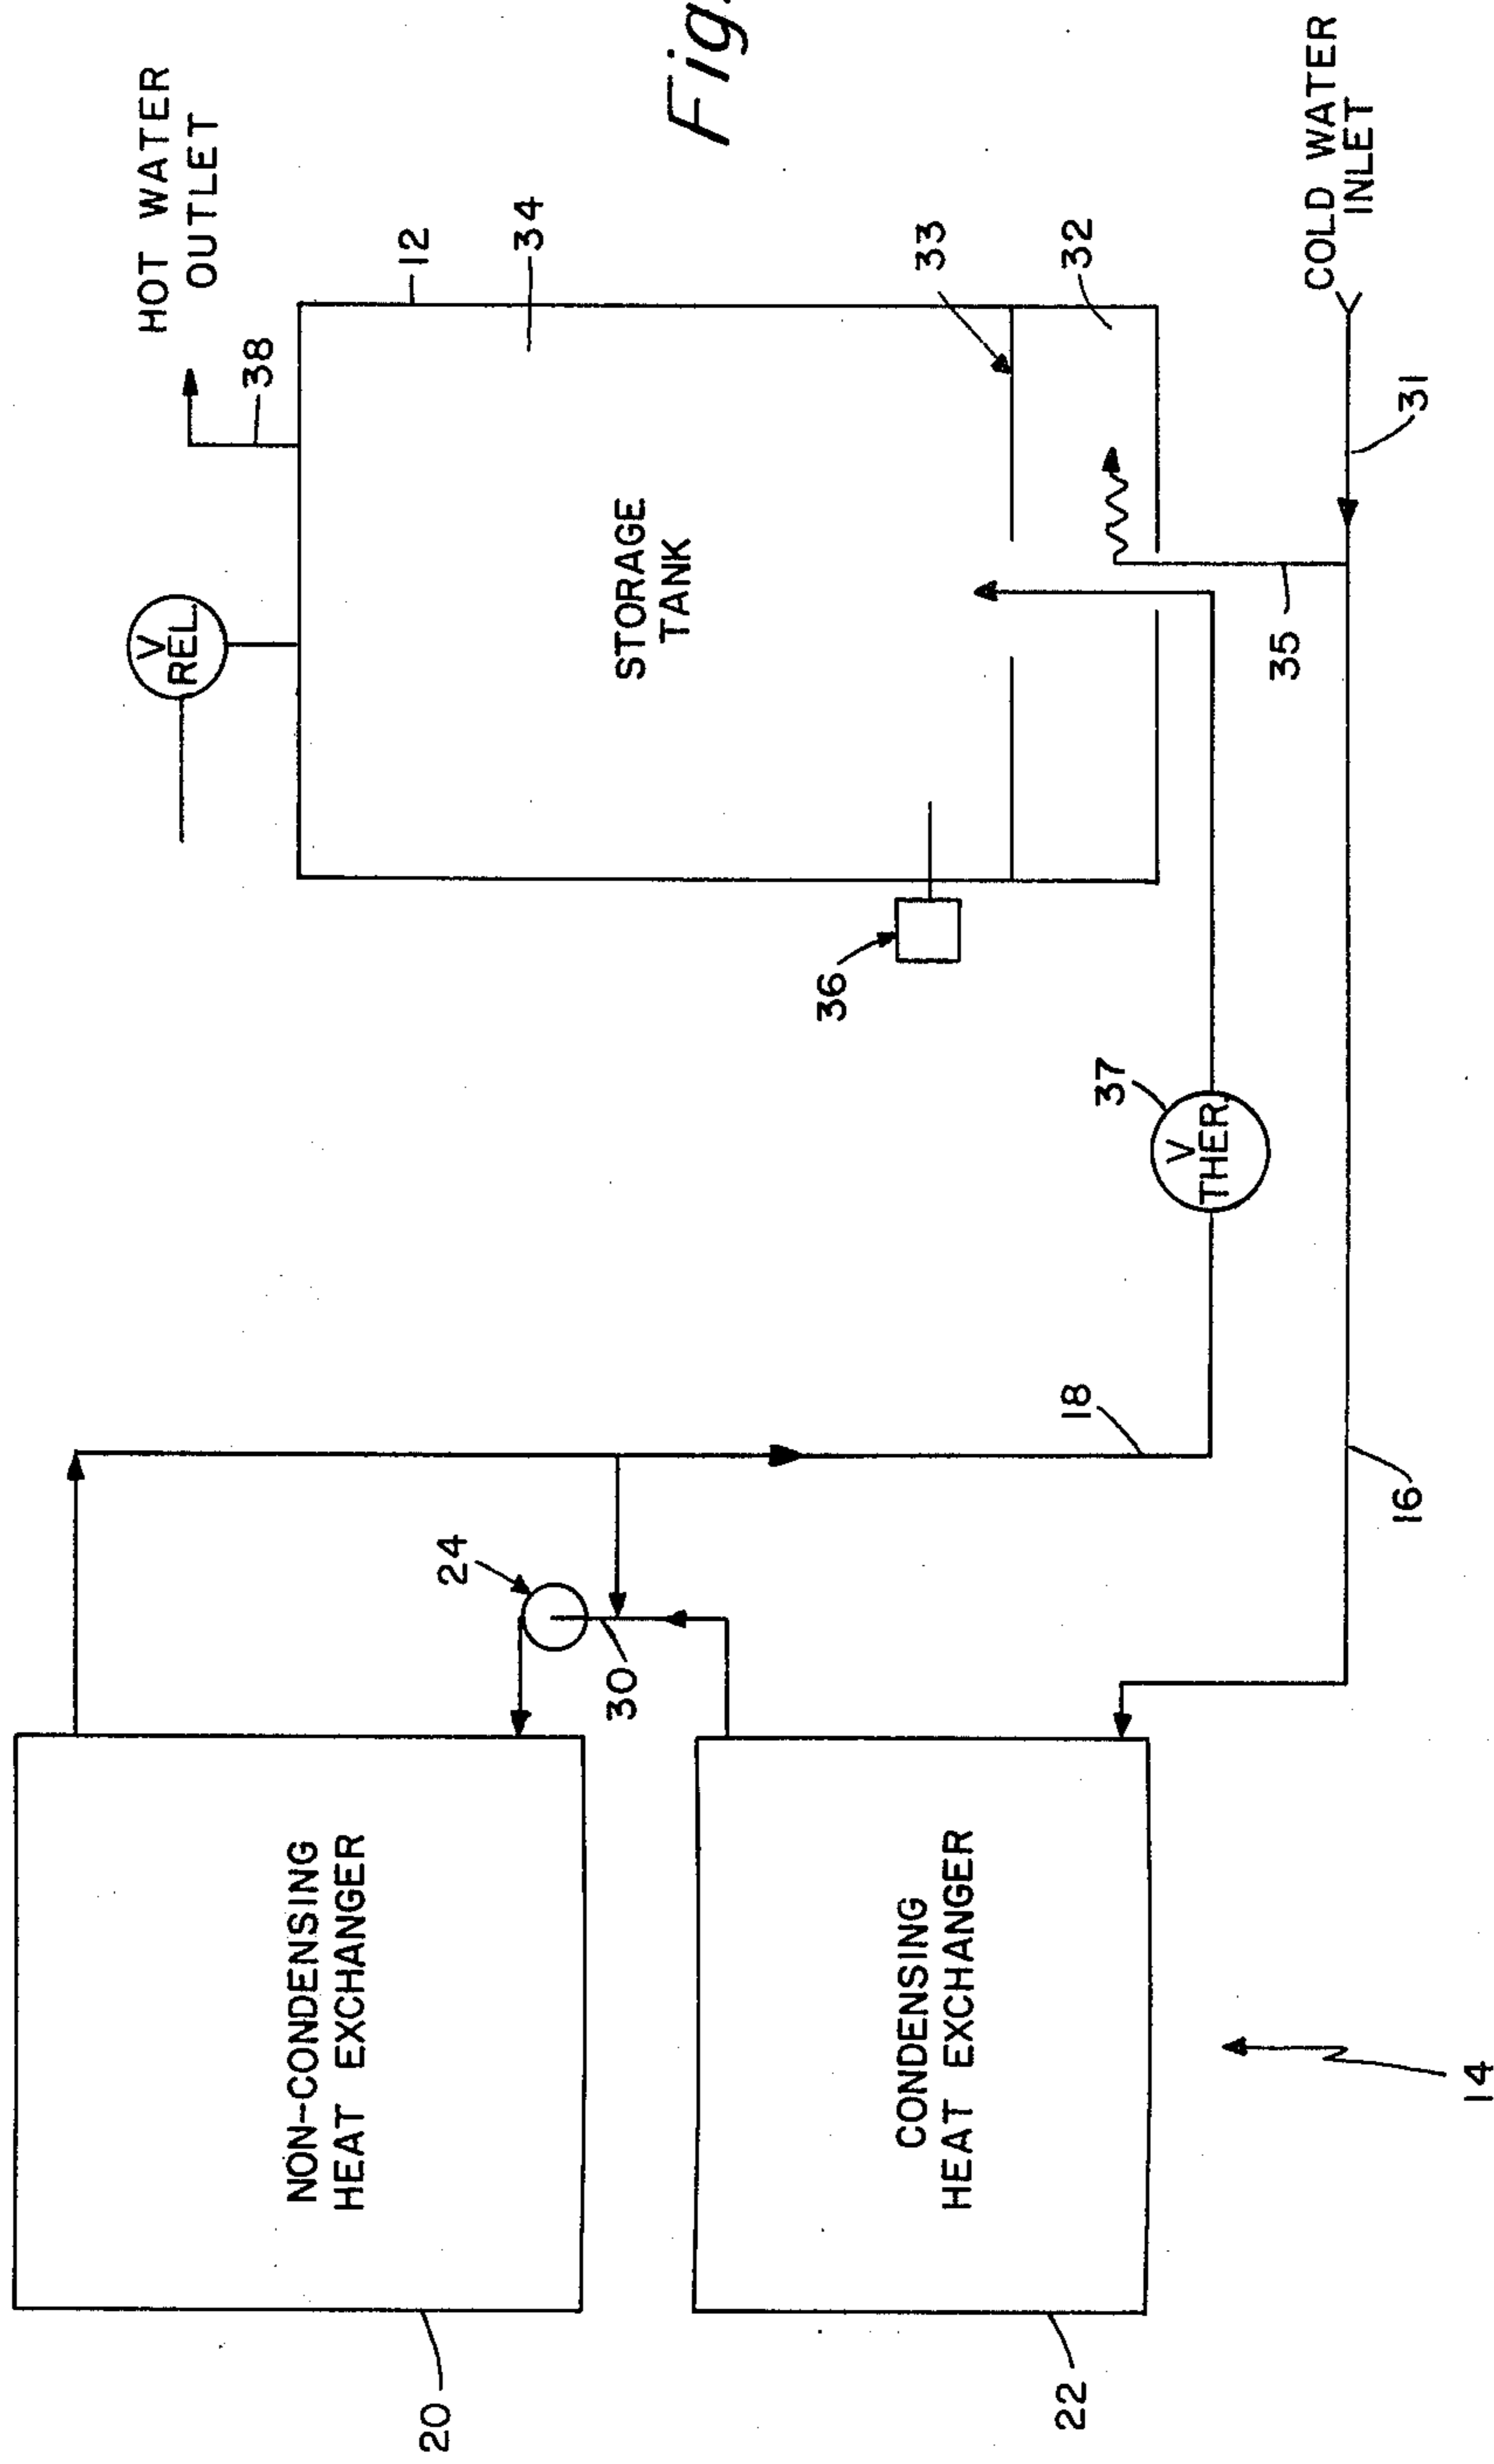 HOT WATER
OUTLET
38
V
REL.
12
34
STORAGE
TANK
33
32
36
35
COLD WATER
INLET
31
37
V
THER.
18
16
24
30
NON-CONDENSING
HEAT EXCHANGER
20
CONDENSING
HEAT EXCHANGER
22
14
Fig.